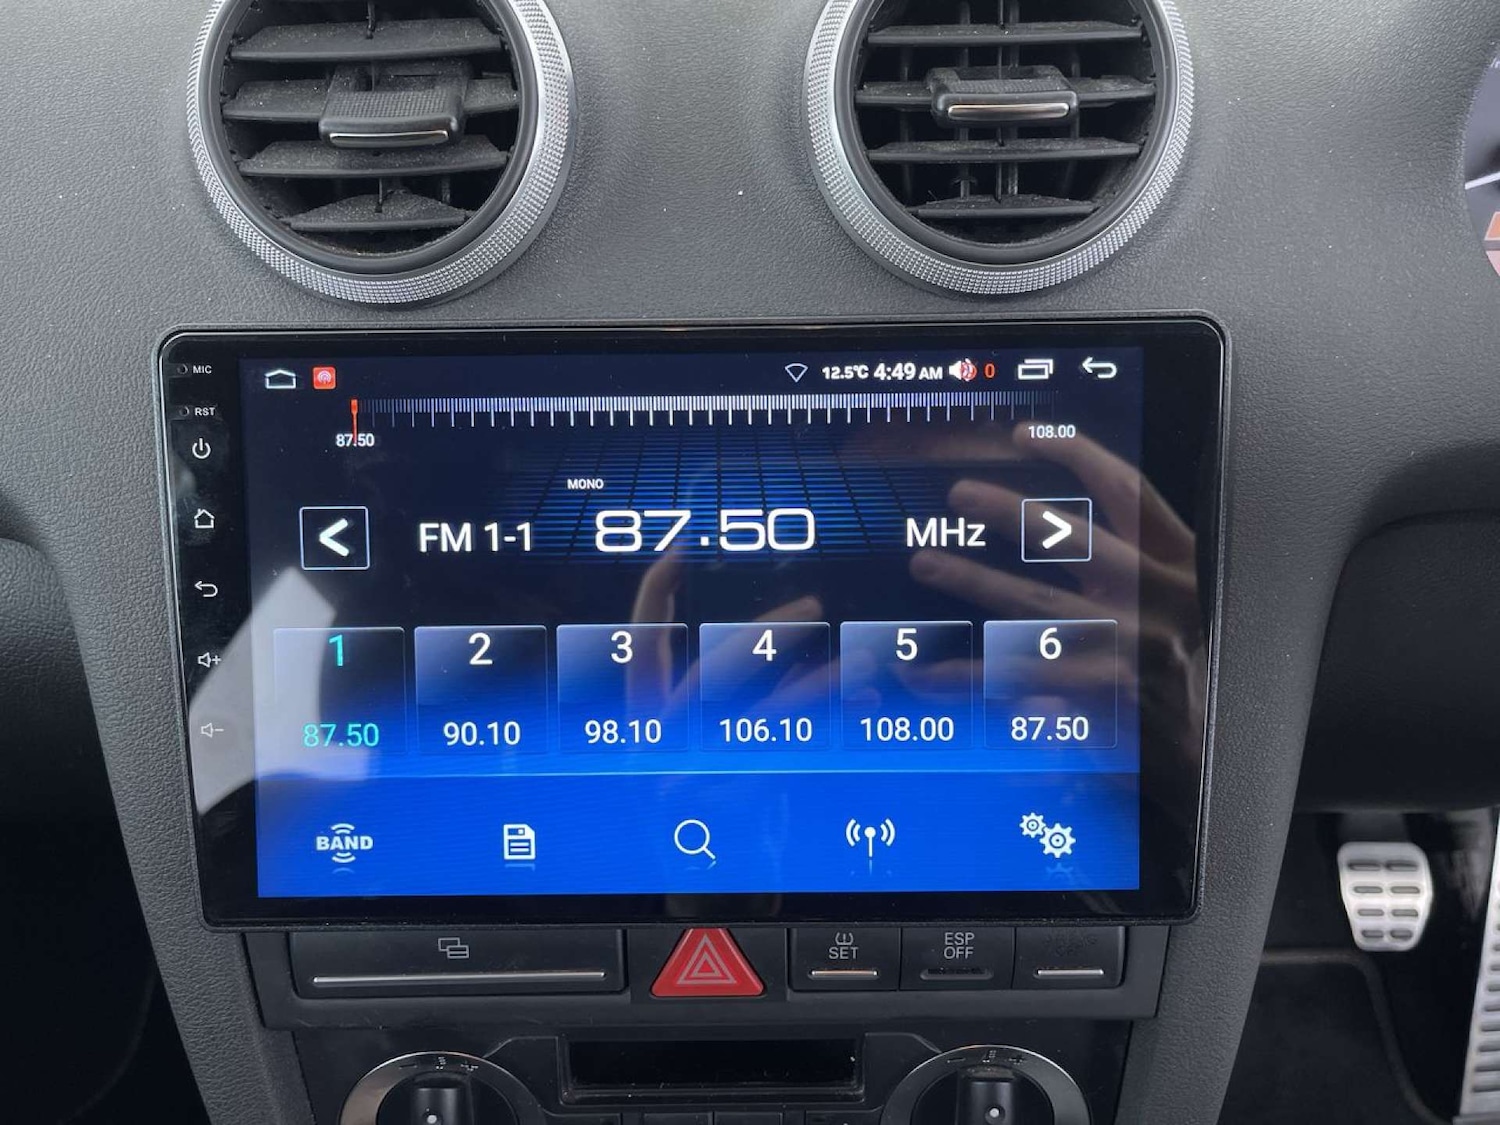 MIC
12.5°C 4:49 AM 0
RST
87.50 108.00
MONO
FM 1-1 87.50 MHz
1 2 3 4 5 6
87.50 90.10 98.10 106.10 108.00 87.50
BAND
SET
ESP
OFF